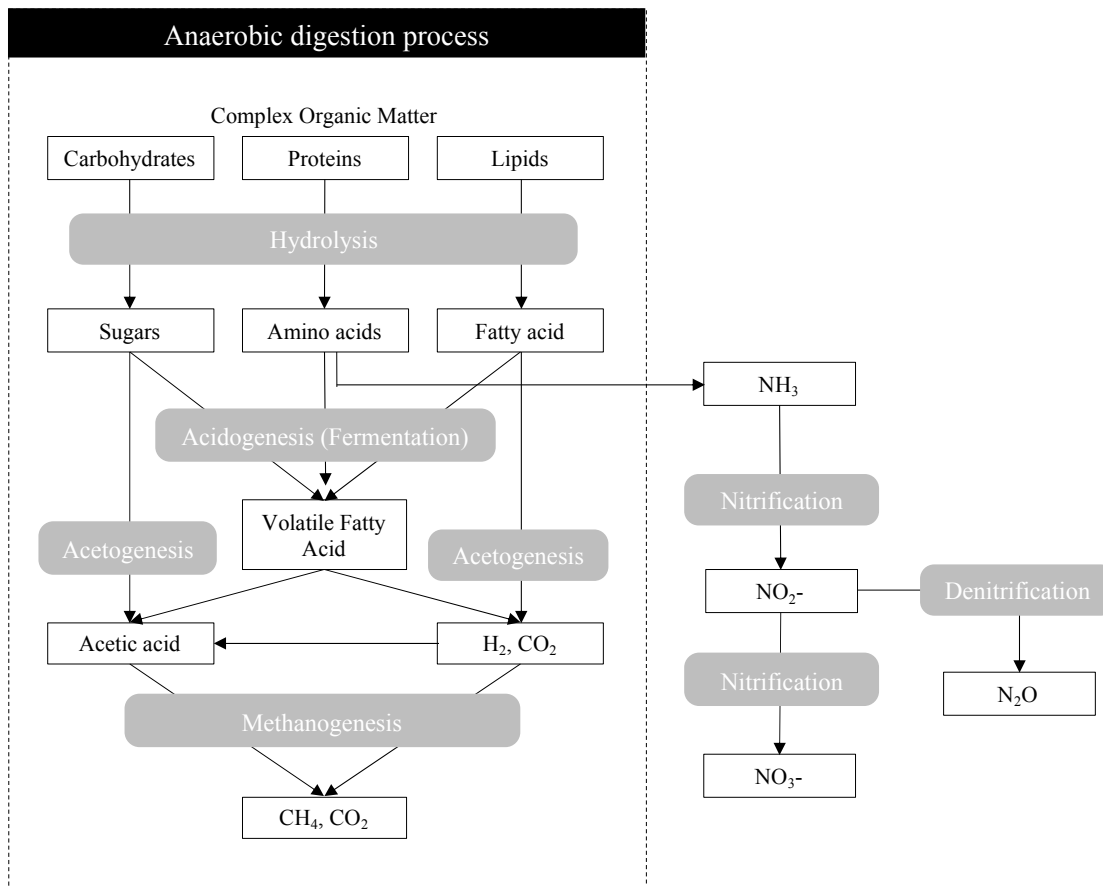 Anaerobic digestion process
Complex Organic Matter
Carbohydrates
Proteins
Lipids
Hydrolysis
Sugars
Amino acids
Fatty acid
NH₃
Acidogenesis (Fermentation)
Nitrification
Volatile Fatty
Acid
Acetogenesis
Acetogenesis
NO₂-
Denitrification
Acetic acid
H₂, CO₂
Nitrification
N₂O
Methanogenesis
NO₃-
CH₄, CO₂